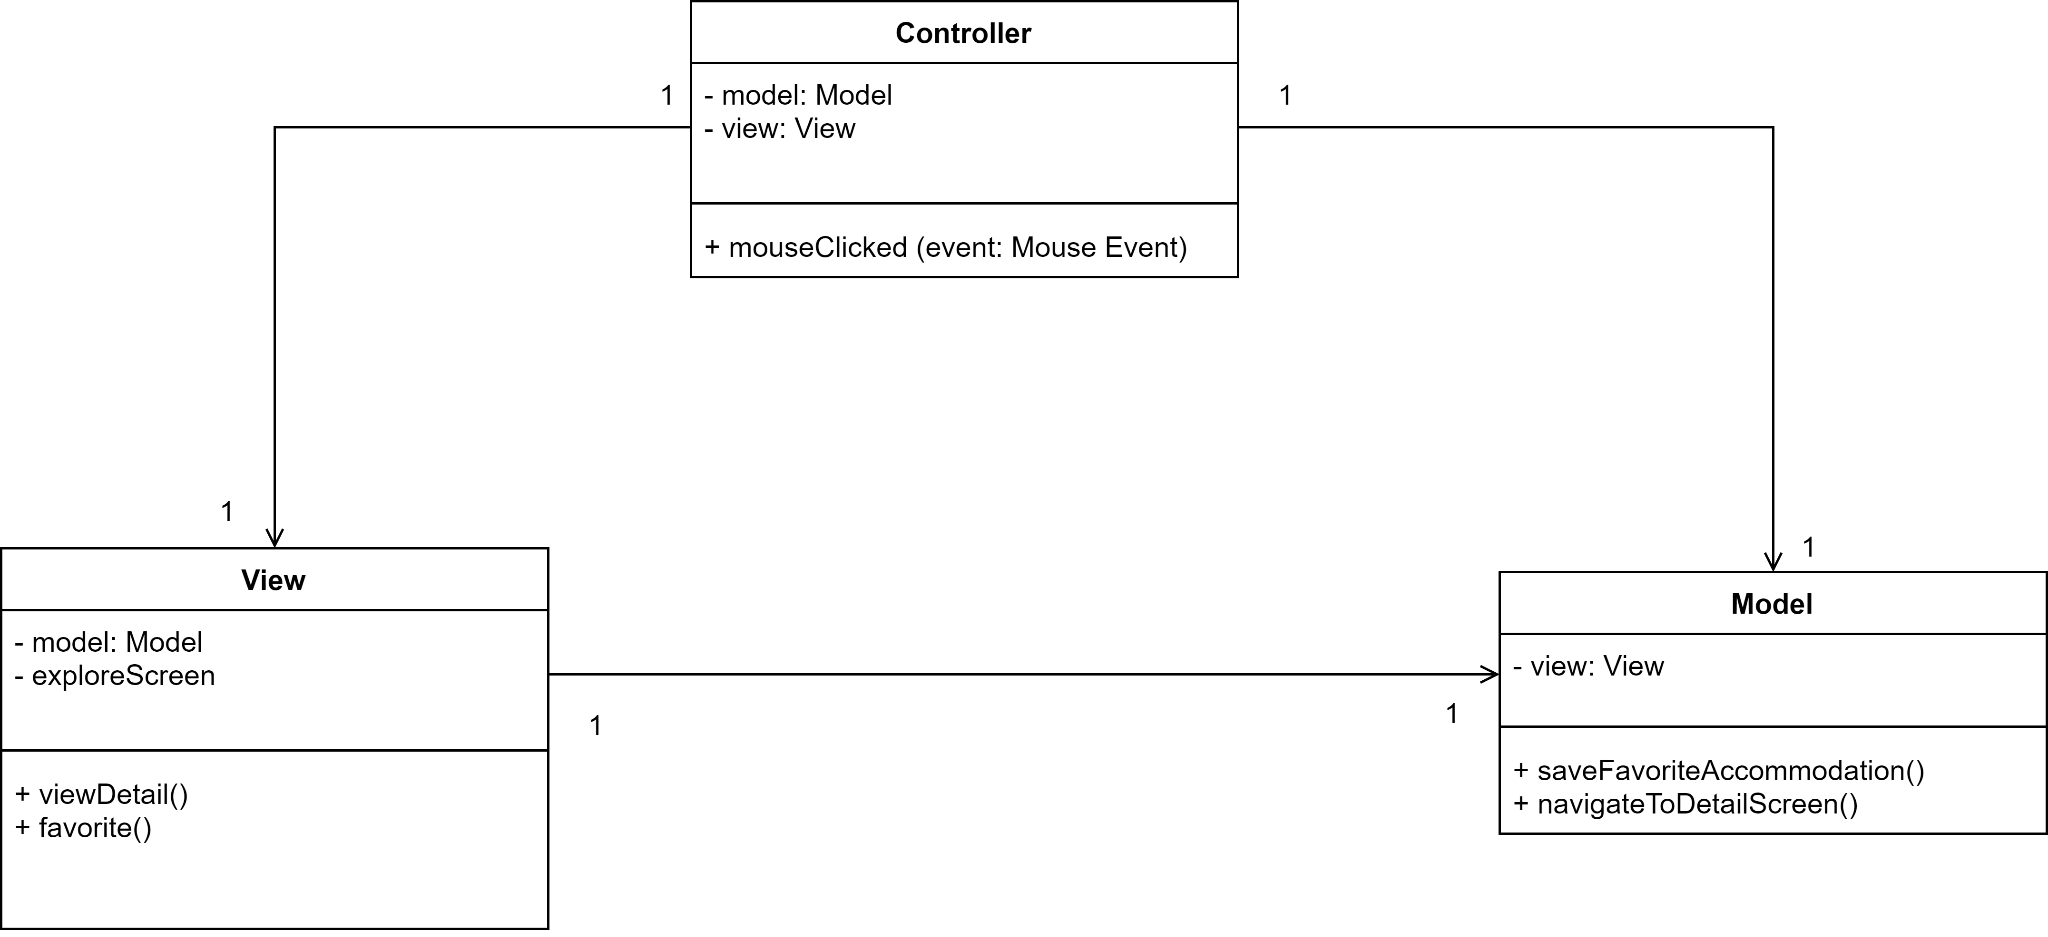 Controller
- model: Model
- view: View
+ mouseClicked (event: Mouse Event)
1
1
1
1
View
- model: Model
- exploreScreen
+ viewDetail()
+ favorite()
1
1
Model
- view: View
+ saveFavoriteAccommodation()
+ navigateToDetailScreen()